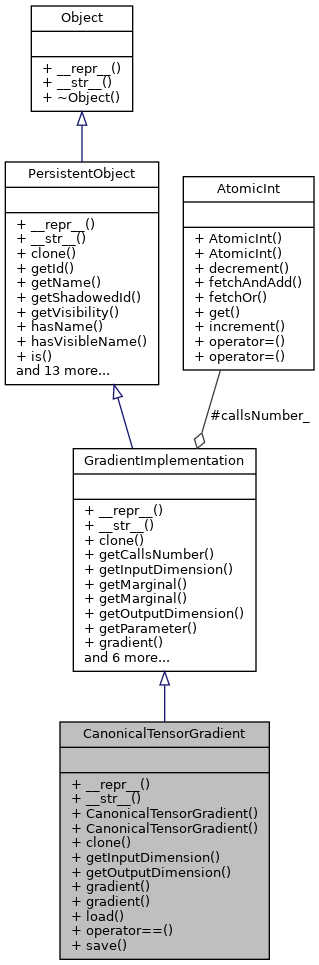 Object
+ __repr__()
+ __str__()
+ ~Object()
PersistentObject
+ __repr__()
+ __str__()
+ clone()
+ getId()
+ getName()
+ getShadowedId()
+ getVisibility()
+ hasName()
+ hasVisibleName()
+ is()
and 13 more...
AtomicInt
+ AtomicInt()
+ AtomicInt()
+ decrement()
+ fetchAndAdd()
+ fetchOr()
+ get()
+ increment()
+ operator=()
+ operator=()
#callsNumber_
GradientImplementation
+ __repr__()
+ __str__()
+ clone()
+ getCallsNumber()
+ getInputDimension()
+ getMarginal()
+ getMarginal()
+ getOutputDimension()
+ getParameter()
+ gradient()
and 6 more...
CanonicalTensorGradient
+ __repr__()
+ __str__()
+ CanonicalTensorGradient()
+ CanonicalTensorGradient()
+ clone()
+ getInputDimension()
+ getOutputDimension()
+ gradient()
+ gradient()
+ load()
+ operator==()
+ save()